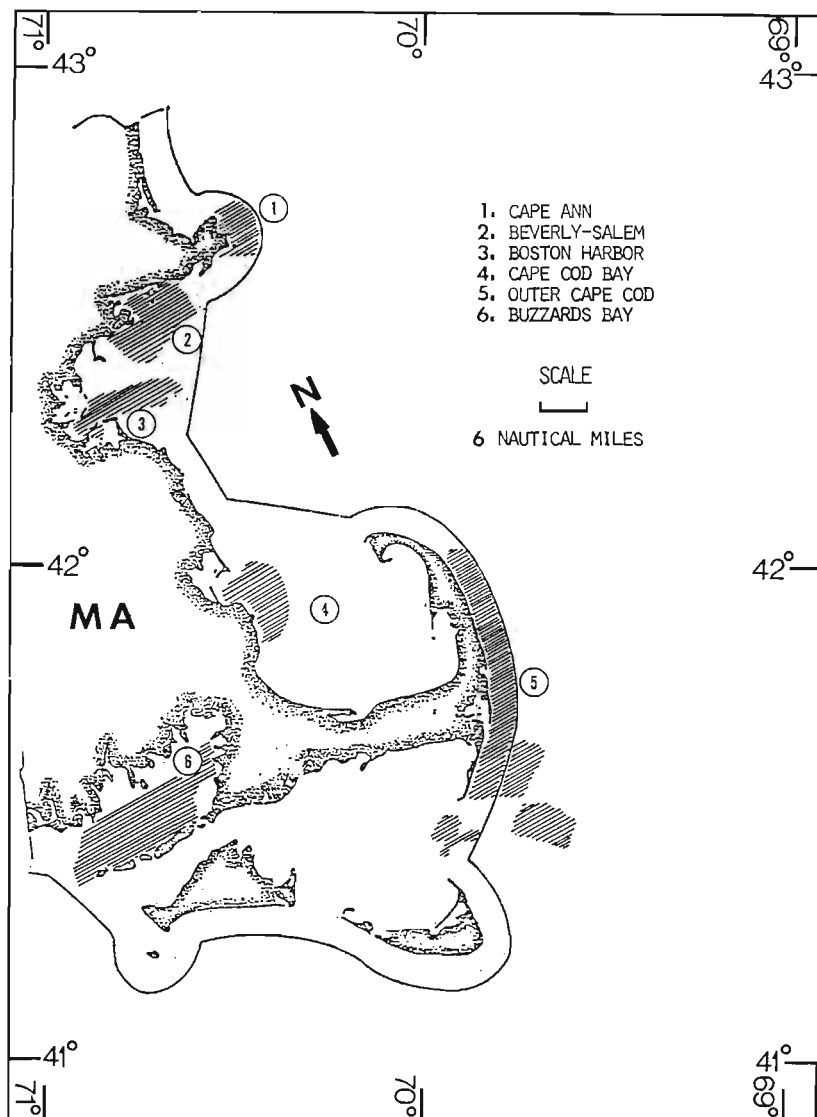 71° 70° 69°
43° 43°
1
1. CAPE ANN
2. BEVERLY-SALEM
3. BOSTON HARBOR
4. CAPE COD BAY
5. OUTER CAPE COD
6. BUZZARDS BAY
2
SCALE
N
3
6 NAUTICAL MILES
42° 42°
MA
4
5
6
41° 41°
71° 70° 69°